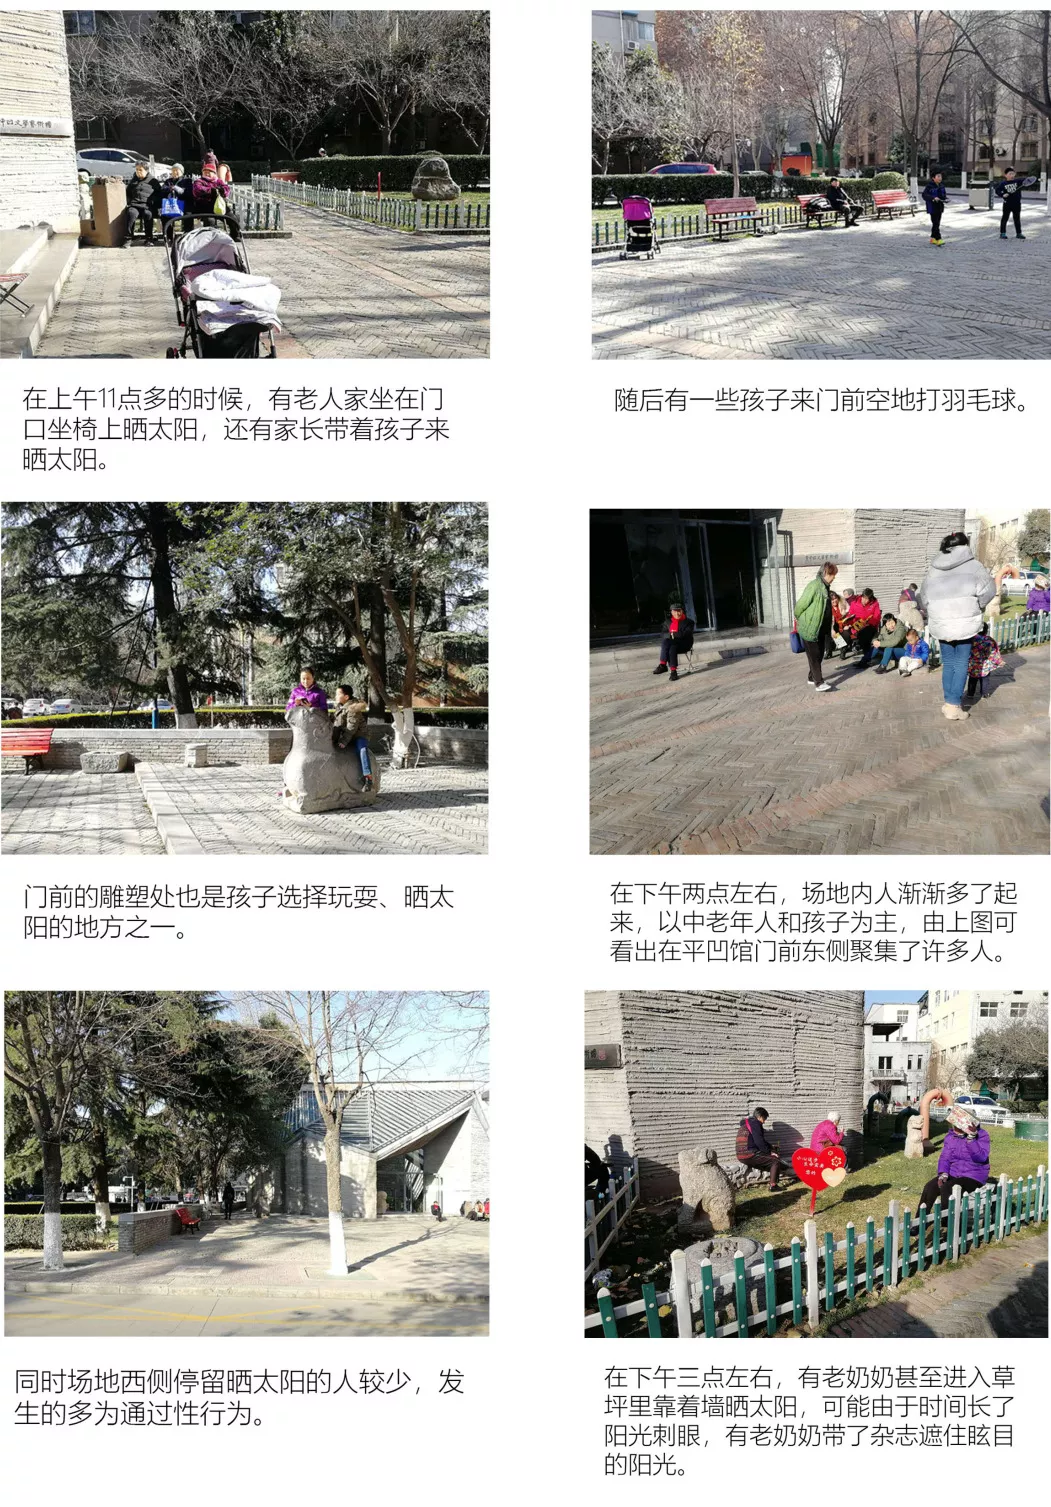 在上午11点多的时候，有老人家坐在门
口坐椅上晒太阳，还有家长带着孩子来
晒太阳。
随后有一些孩子来门前空地打羽毛球。
门前的雕塑处也是孩子选择玩耍、晒太
阳的地方之一。
在下午两点左右，场地内人渐渐多了起
来，以中老年人和孩子为主，由上图可
看出在平凹馆门前东侧聚集了许多人。
同时场地西侧停留晒太阳的人较少，发
生的多为通过性行为。
在下午三点左右，有老奶奶甚至进入草
坪里靠着墙晒太阳，可能由于时间长了
阳光刺眼，有老奶奶带了杂志遮住眩目
的阳光。